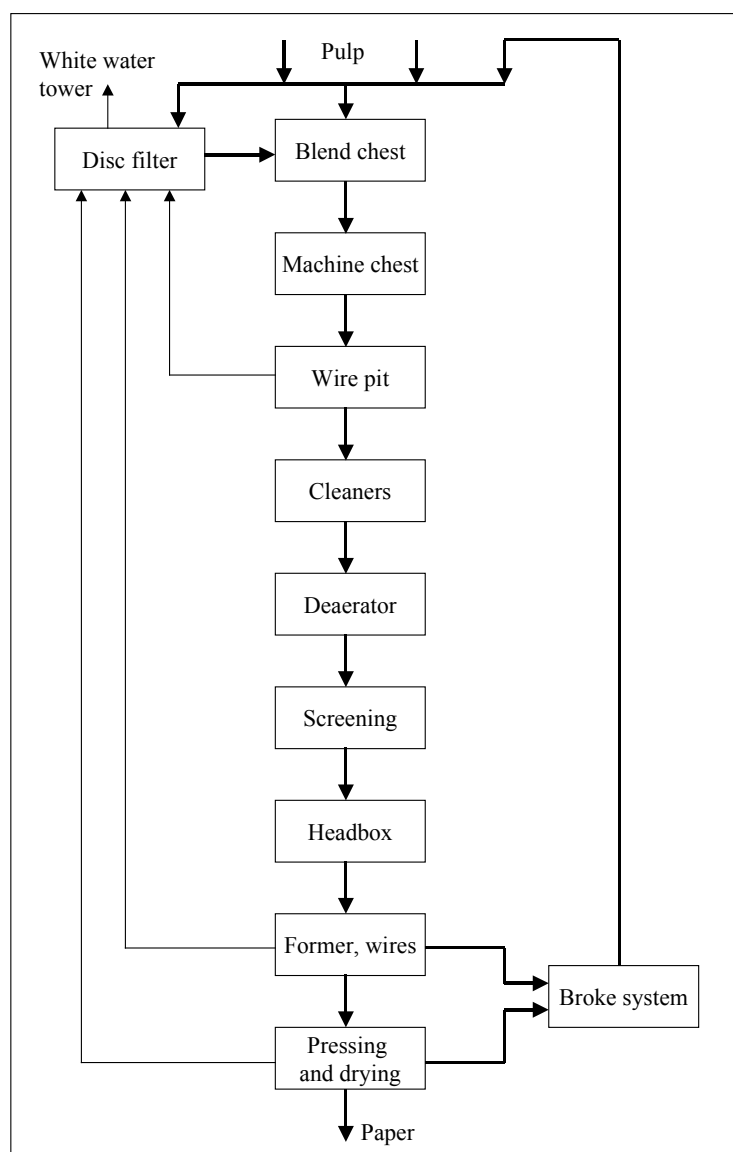 Pulp
White water
tower
Disc filter
Blend chest
Machine chest
Wire pit
Cleaners
Deaerator
Screening
Headbox
Former, wires
Broke system
Pressing
and drying
Paper